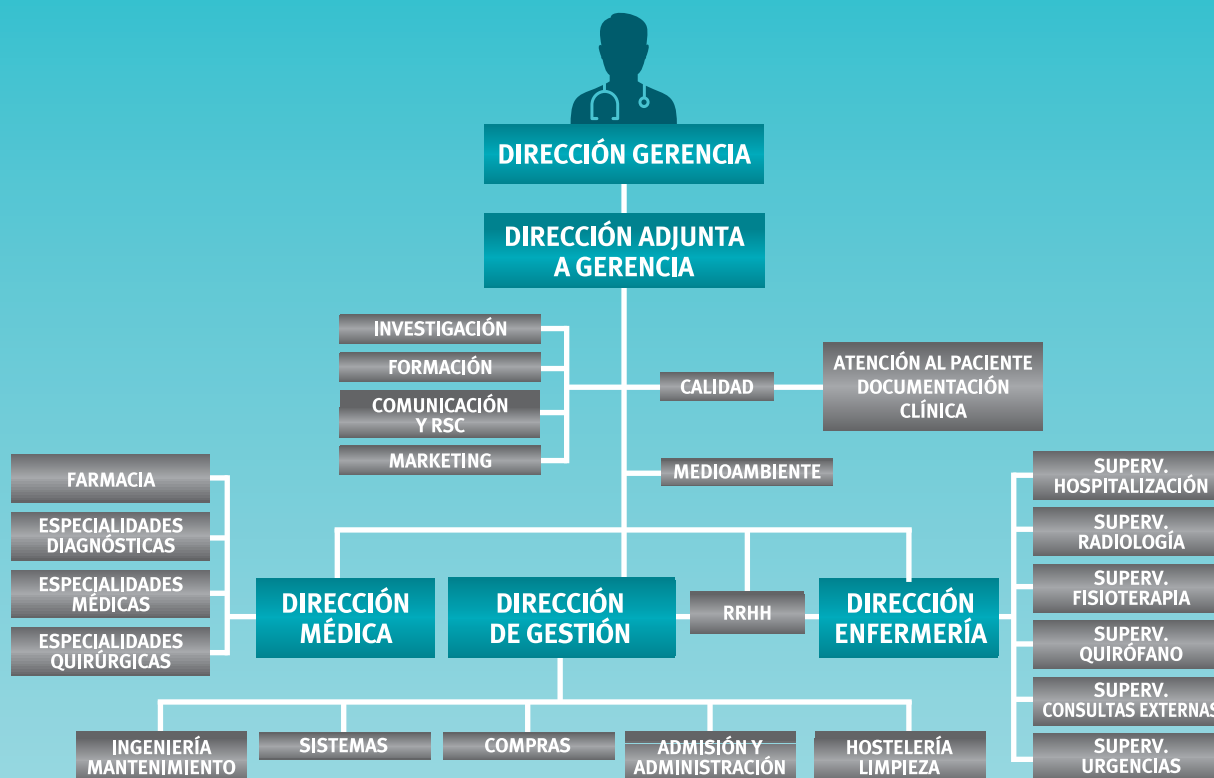 DIRECCIÓN GERENCIA
DIRECCIÓN ADJUNTA
A GERENCIA
INVESTIGACIÓN
FORMACIÓN
COMUNICACIÓN
Y RSC
MARKETING
CALIDAD
ATENCIÓN AL PACIENTE
DOCUMENTACIÓN
CLÍNICA
MEDIOAMBIENTE
FARMACIA
ESPECIALIDADES
DIAGNÓSTICAS
ESPECIALIDADES
MÉDICAS
ESPECIALIDADES
QUIRÚRGICAS
DIRECCIÓN
MÉDICA
DIRECCIÓN
DE GESTIÓN
RRHH
DIRECCIÓN
ENFERMERÍA
SUPERV.
HOSPITALIZACIÓN
SUPERV.
RADIOLOGÍA
SUPERV.
FISIOTERAPIA
SUPERV.
QUIRÓFANO
SUPERV.
CONSULTAS EXTERNAS
SUPERV.
URGENCIAS
INGENIERÍA
MANTENIMIENTO
SISTEMAS
COMPRAS
ADMISIÓN Y
ADMINISTRACIÓN
HOSTELERÍA
LIMPIEZA